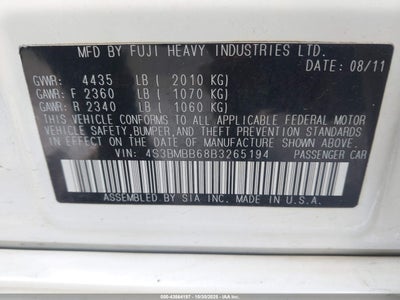 MFD BY FUJI HEAVY INDUSTRIES LTD.
DATE: 08/11
GVWR: 4435 LB ( 2010 KG)
GAWR: F 2360 LB ( 1070 KG)
GAWR: R 2340 LB ( 1060 KG)
THIS VEHICLE CONFORMS TO ALL APPLICABLE FEDERAL MOTOR
VEHICLE SAFETY, BUMPER, AND THEFT PREVENTION STANDARDS
IN EFFECT ON THE DATE OF MANUFACTURE SHOWN ABOVE.
VIN: 4S3BMBB68B3265194 PASSENGER CAR
ASSEMBLED BY SIA INC. IN U.S.A.